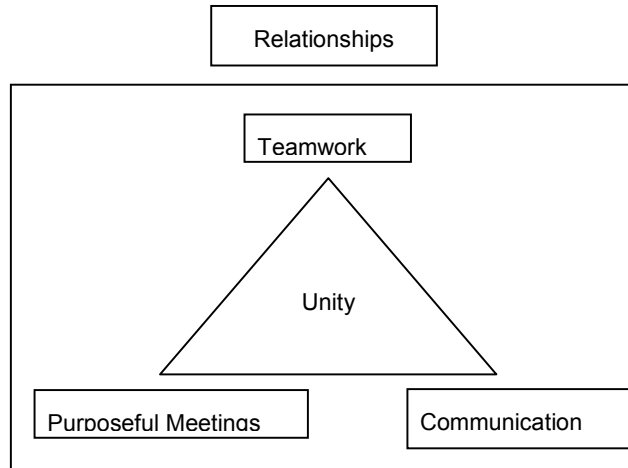 Relationships
Teamwork
Unity
Purposeful Meetings
Communication